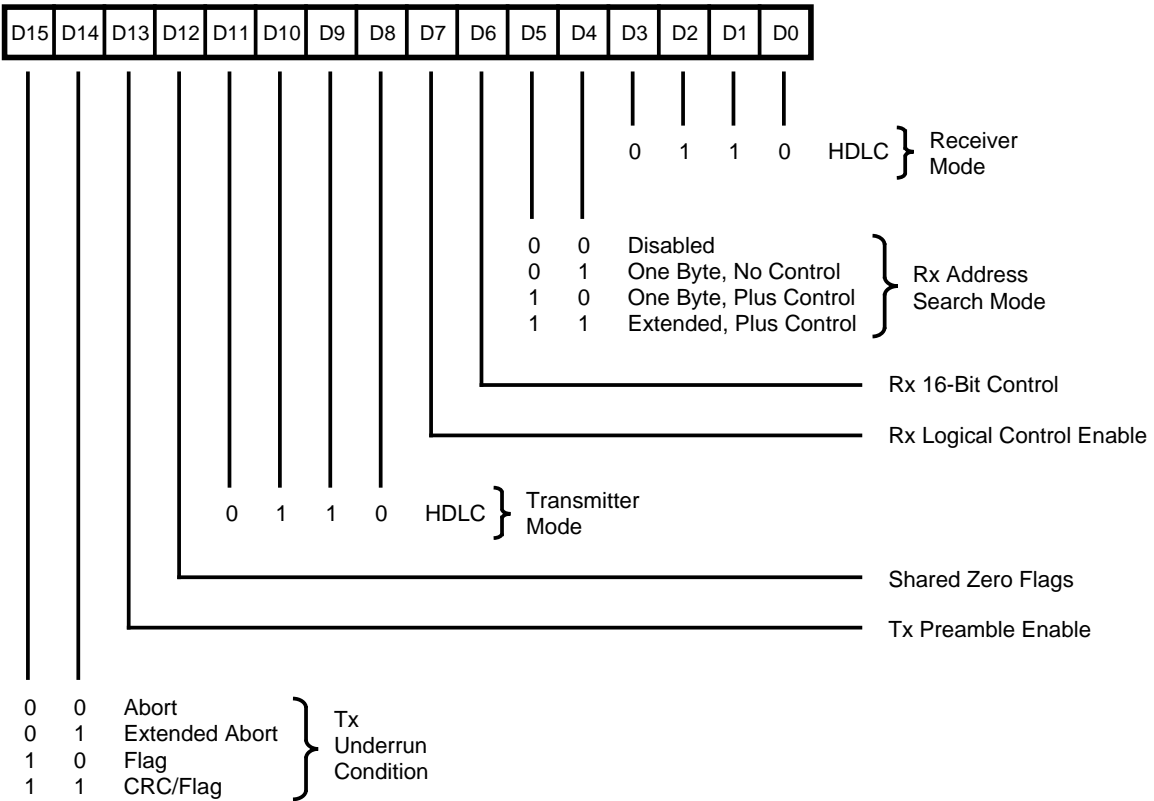 D15 D14 D13 D12 D11 D10 D9 D8 D7 D6 D5 D4 D3 D2 D1 D0
0 1 1 0 HDLC
Receiver
Mode
0 0 Disabled
0 1 One Byte, No Control
1 0 One Byte, Plus Control
1 1 Extended, Plus Control
Rx Address
Search Mode
Rx 16-Bit Control
Rx Logical Control Enable
0 1 1 0 HDLC
Transmitter
Mode
Shared Zero Flags
Tx Preamble Enable
0 0 Abort
0 1 Extended Abort
1 0 Flag
1 1 CRC/Flag
Tx
Underrun
Condition